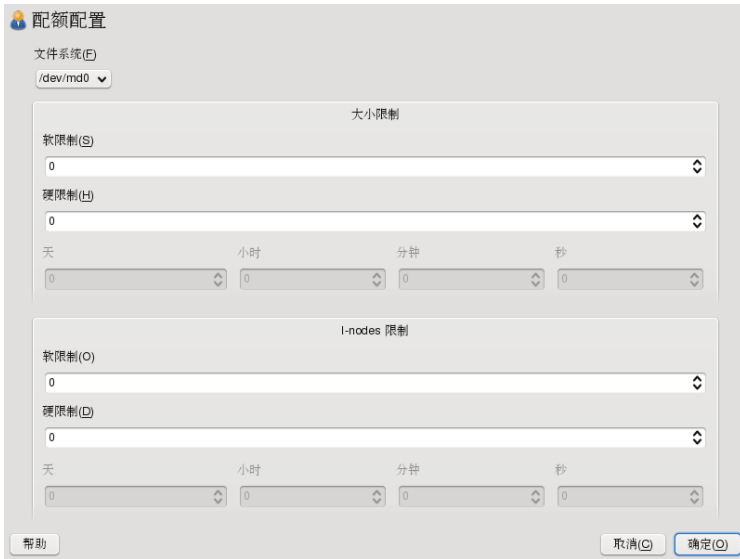 配额配置
文件系统(F)
/dev/md0
大小限制
软限制(S)
0
硬限制(H)
0
天 小时 分钟 秒
0 0 0 0
I-nodes 限制
软限制(O)
0
硬限制(D)
0
天 小时 分钟 秒
0 0 0 0
帮助 取消(C) 确定(O)